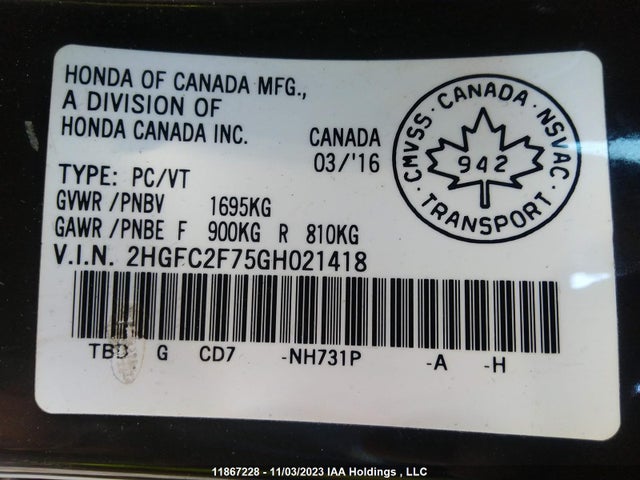 HONDA OF CANADA MFG.,
A DIVISION OF
HONDA CANADA INC. CANADA
03/'16
TYPE: PC/VT
GVWR /PNBV 1695KG
GAWR /PNBE F 900KG R 810KG
V.I.N. 2HGFC2F75GH021418
TBD G CD7 -NH731P -A -H
CMVSS · CANADA · NSVAC ·
942
TRANSPORT
11867228 - 11/03/2023 IAA Holdings , LLC